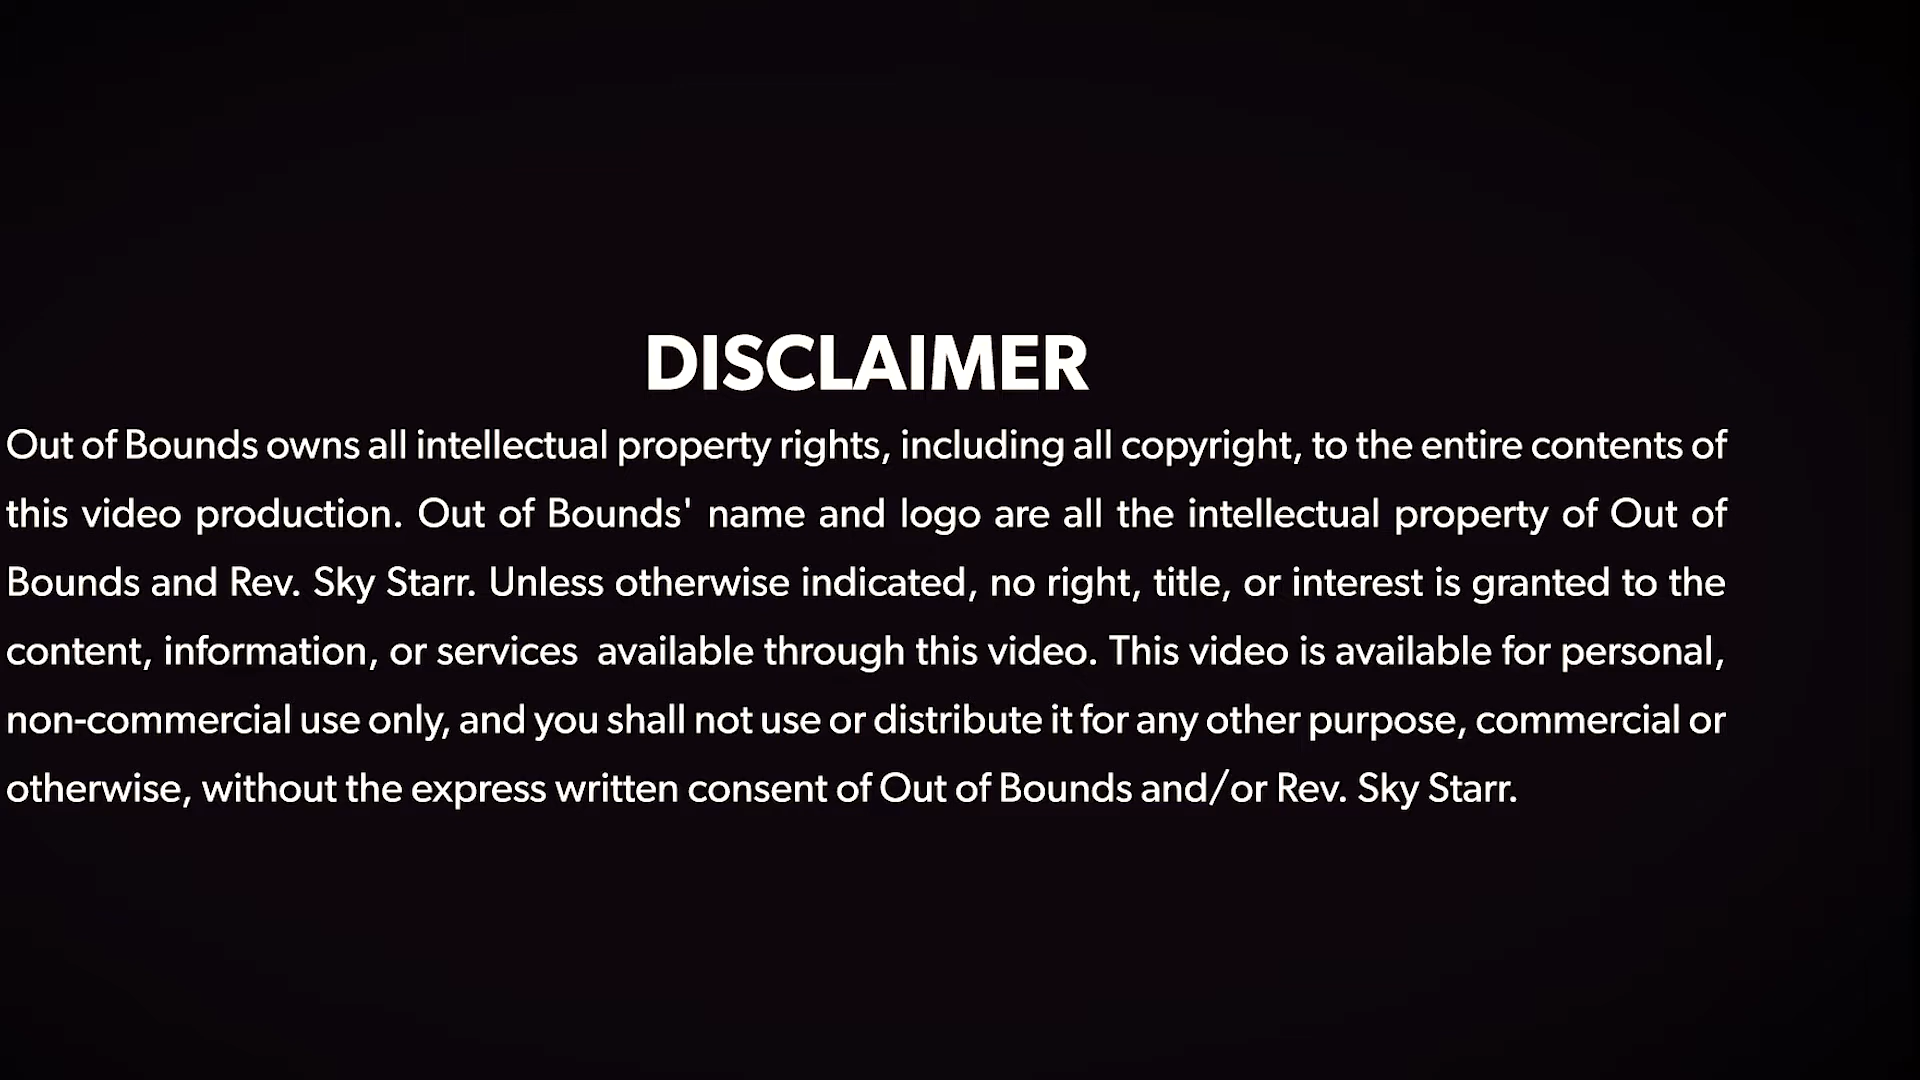 DISCLAIMER
Out of Bounds owns all intellectual property rights, including all copyright, to the entire contents of
this video production. Out of Bounds' name and logo are all the intellectual property of Out of
Bounds and Rev. Sky Starr. Unless otherwise indicated, no right, title, or interest is granted to the
content, information, or services  available through this video. This video is available for personal,
non-commercial use only, and you shall not use or distribute it for any other purpose, commercial or
otherwise, without the express written consent of Out of Bounds and/or Rev. Sky Starr.